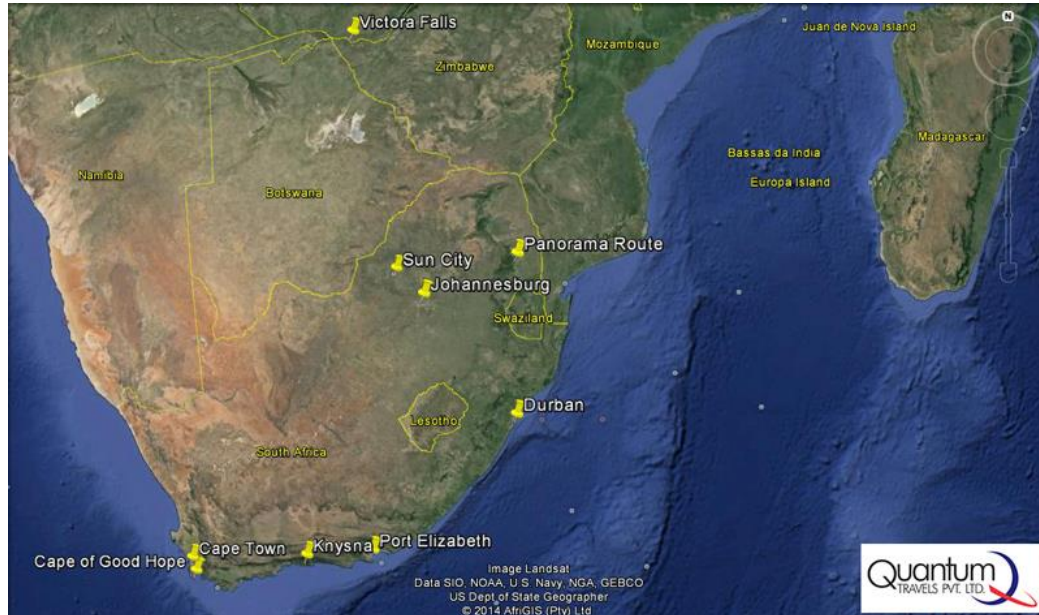 Victora Falls
Juan de Nova Island
N
Mozambique
Zimbabwe
Madagascar
Bassas da India
Namibia
Europa Island
Botswana
Panorama Route
Sun City
Johannesburg
Swaziland
Durban
Lesotho
South Africa
Port Elizabeth
Knysna
Cape Town
Cape of Good Hope
Image Landsat
Data SIO, NOAA, U.S. Navy, NGA, GEBCO
US Dept of State Geographer
© 2014 AfriGIS (Pty) Ltd
Quantum
TRAVELS PVT. LTD.